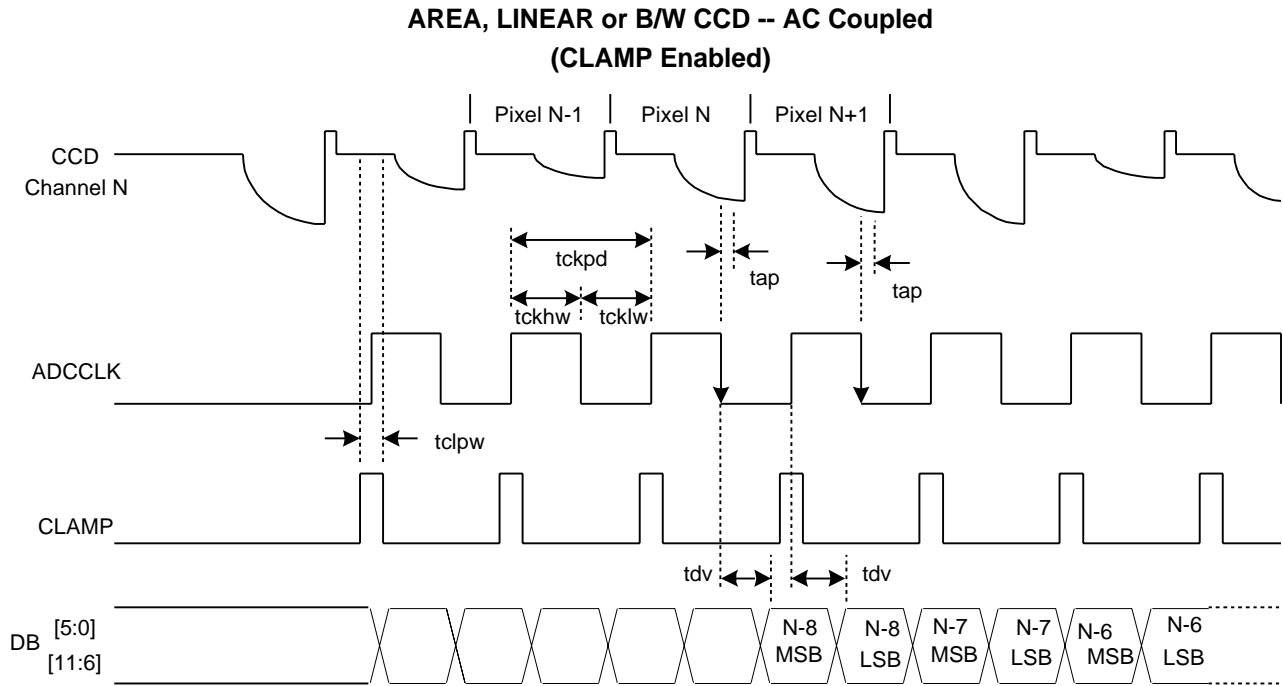 AREA, LINEAR or B/W CCD -- AC Coupled
(CLAMP Enabled)
Pixel N-1
Pixel N
Pixel N+1
CCD
Channel N
tckpd
tap
tap
tckhw
tcklw
ADCCLK
tclpw
CLAMP
tdv
tdv
DB
[5:0]
[11:6]
N-8
MSB
N-8
LSB
N-7
MSB
N-7
LSB
N-6
MSB
N-6
LSB